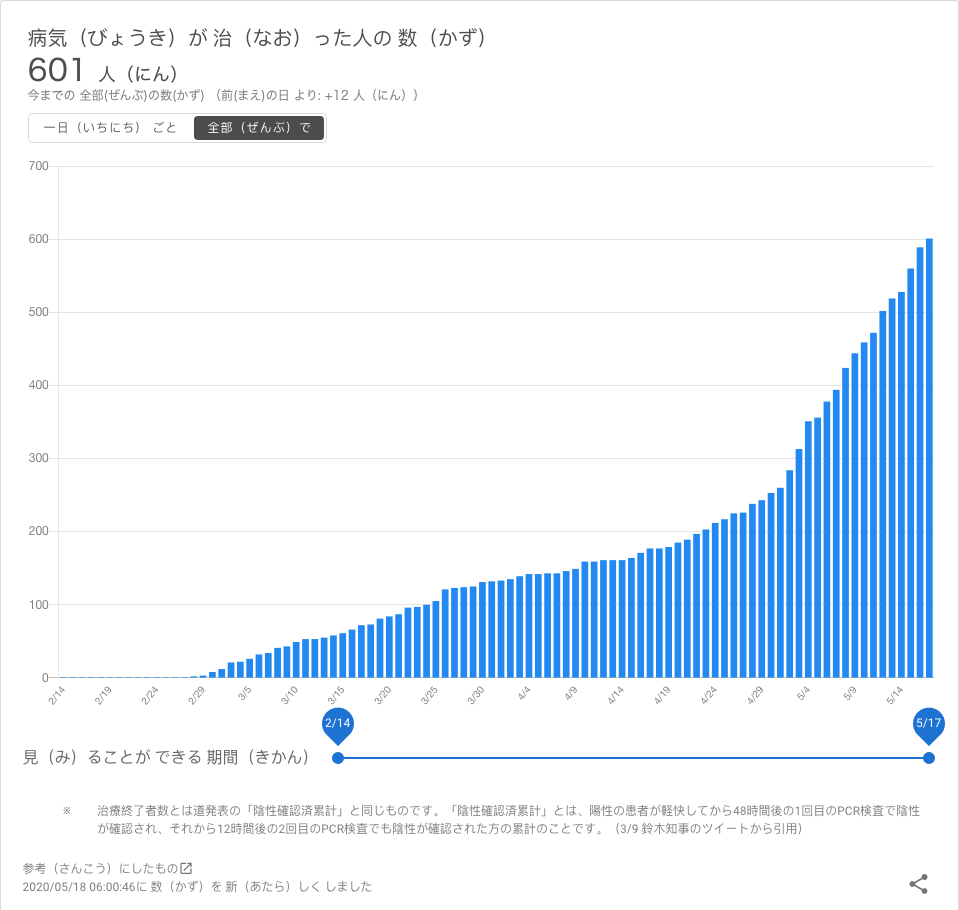 病気（びょうき）が 治（なお）った人の 数（かず）
601 人（にん）
今までの 全部(ぜんぶ)の数(かず) （前(まえ)の日 より: +12 人（にん））
一日（いちにち） ごと
全部（ぜんぶ）で
700
600
500
400
300
200
100
0
2/14 2/19 2/24 2/29 3/5 3/10 3/15 3/20 3/25 3/30 4/4 4/9 4/14 4/19 4/24 4/29 5/4 5/9 5/14
2/14 5/17
見（み）ることが できる 期間（きかん）
※ 治療終了者数とは道発表の「陰性確認済累計」と同じものです。「陰性確認済累計」とは、陽性の患者が軽快してから48時間後の1回目のPCR検査で陰性
が確認され、それから12時間後の2回目のPCR検査でも陰性が確認された方の累計のことです。（3/9 鈴木知事のツイートから引用）
参考（さんこう）にしたもの
2020/05/18 06:00:46に 数（かず）を 新（あたら）しく しました